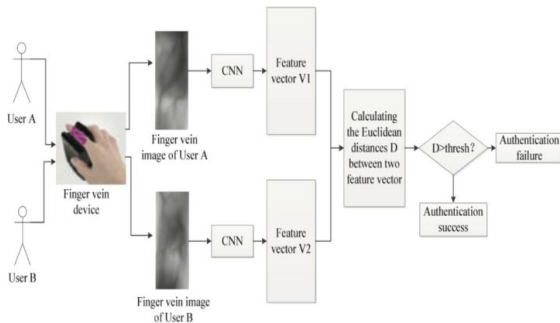 User A
Finger vein
device
User B
Finger vein
image of User A
Finger vein image
of User B
CNN
CNN
Feature
vector V1
Feature
vector V2
Calculating
the Euclidean
distances D
between two
feature
vector
D>thresh?
Authentication
failure
Authentication
success